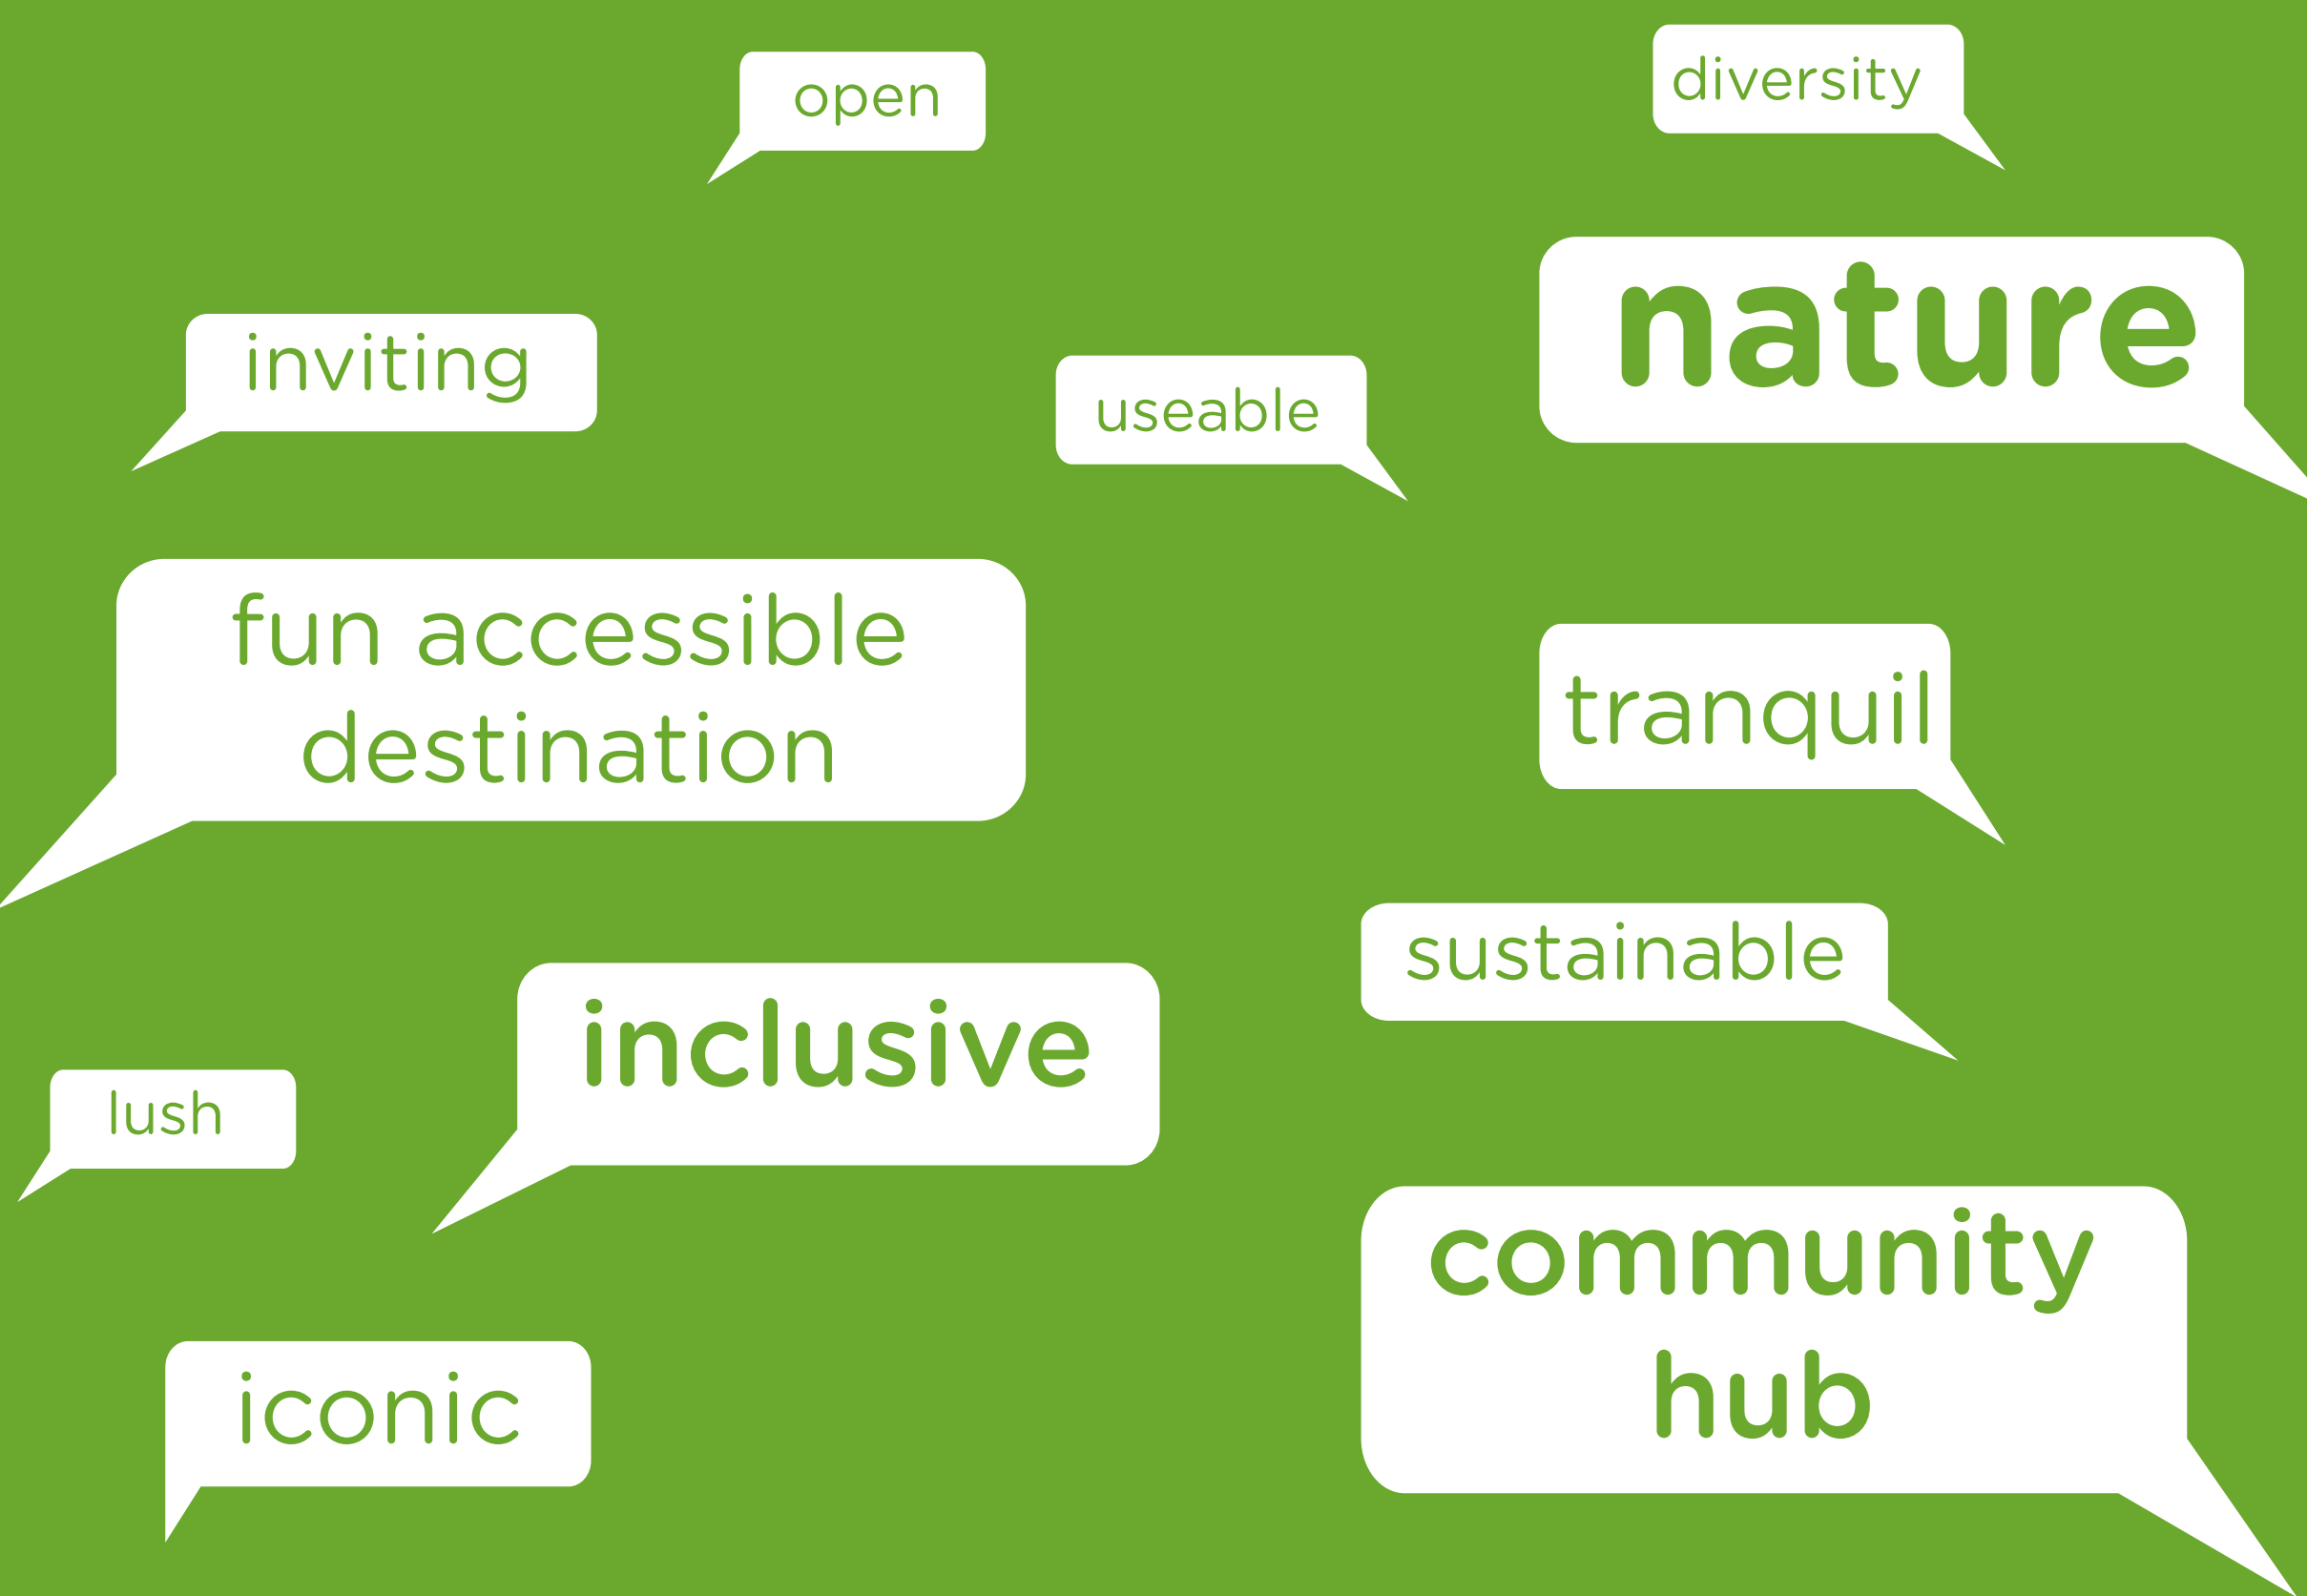 open
diversity
nature
inviting
useable
fun accessible
destination
tranquil
sustainable
inclusive
lush
community
hub
iconic